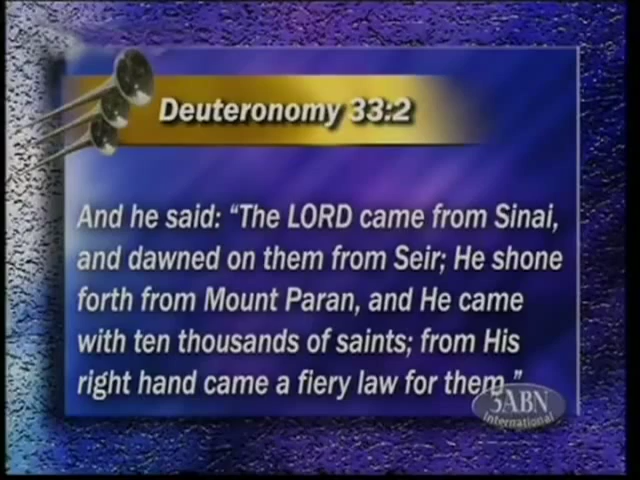 Deuteronomy 33:2
And he said: “The LORD came from Sinai,
and dawned on them from Seir; He shone
forth from Mount Paran, and He came
with ten thousands of saints; from His
right hand came a fiery law for them.”
3ABN
International